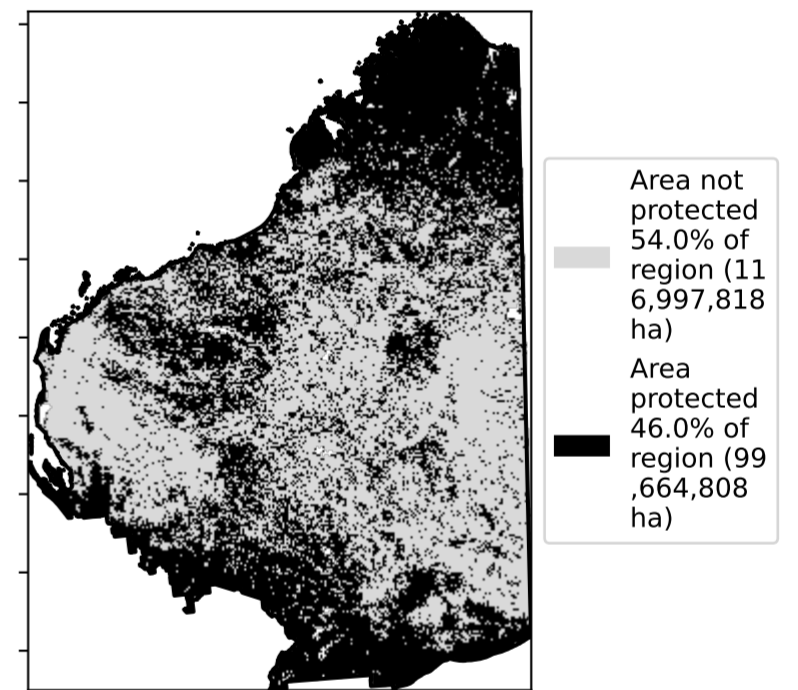 Area not
protected
54.0% of
region (11
6,997,818
ha)
Area
protected
46.0% of
region (99
,664,808
ha)